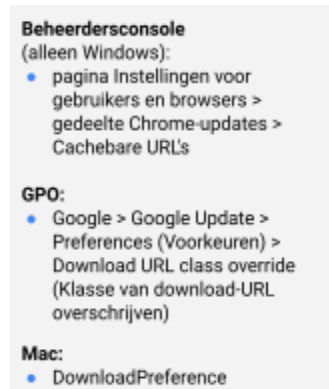 Beheerdersconsole
(alleen Windows):
• pagina Instellingen voor
gebruikers en browsers >
gedeelte Chrome-updates >
Cachebare URL's
GPO:
• Google > Google Update >
Preferences (Voorkeuren) >
Download URL class override
(Klasse van download-URL
overschrijven)
Mac:
• DownloadPreference